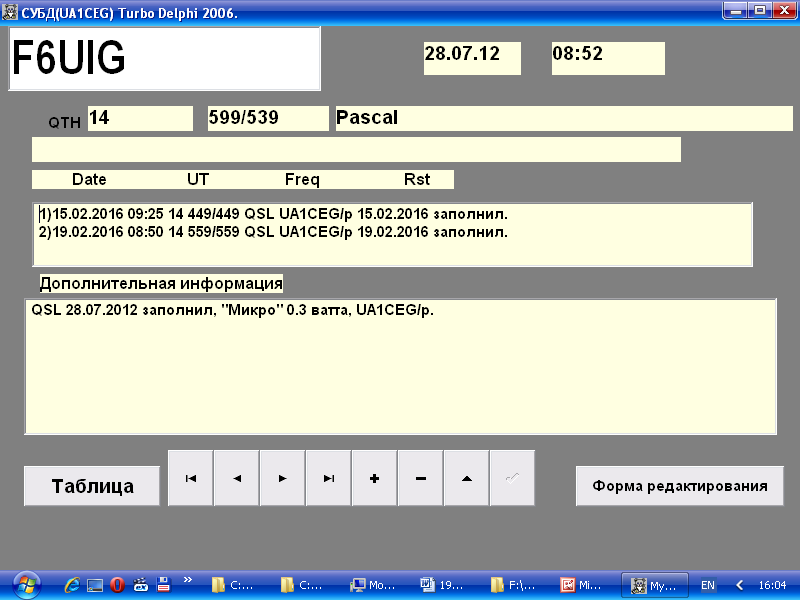 СУБД(UA1CEG) Turbo Delphi 2006.
F6UIG
28.07.12
08:52
QTH
14
599/539
Pascal
Date UT Freq Rst
1)15.02.2016 09:25 14 449/449 QSL UA1CEG/p 15.02.2016 заполнил.
2)19.02.2016 08:50 14 559/559 QSL UA1CEG/p 19.02.2016 заполнил.
Дополнительная информация
QSL 28.07.2012 заполнил, "Микро" 0.3 ватта, UA1CEG/p.
Таблица
Форма редактирования
C:... C:... Mo... 19... F:\... Mi... My... EN 16:04